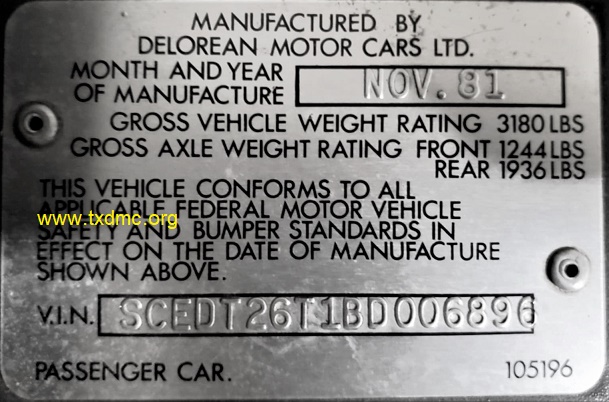 MANUFACTURED BY
DELOREAN MOTOR CARS LTD.
MONTH AND YEAR
OF MANUFACTURE NOV. 81
GROSS VEHICLE WEIGHT RATING 3180 LBS
GROSS AXLE WEIGHT RATING FRONT 1244 LBS
REAR 1936 LBS
THIS VEHICLE CONFORMS TO ALL
APPLICABLE FEDERAL MOTOR VEHICLE
www.txdmc.org
SAFETY AND BUMPER STANDARDS IN
EFFECT ON THE DATE OF MANUFACTURE
SHOWN ABOVE.
V.I.N. SCEDT26T1BD006896
PASSENGER CAR. 105196